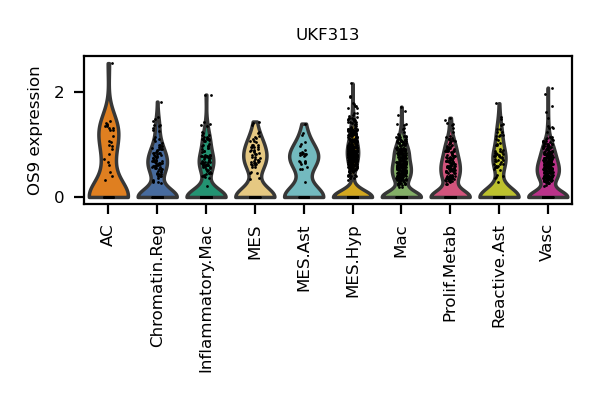 UKF313
OS9 expression
2
0
AC
Chromatin.Reg
Inflammatory.Mac
MES
MES.Ast
MES.Hyp
Mac
Prolif.Metab
Reactive.Ast
Vasc